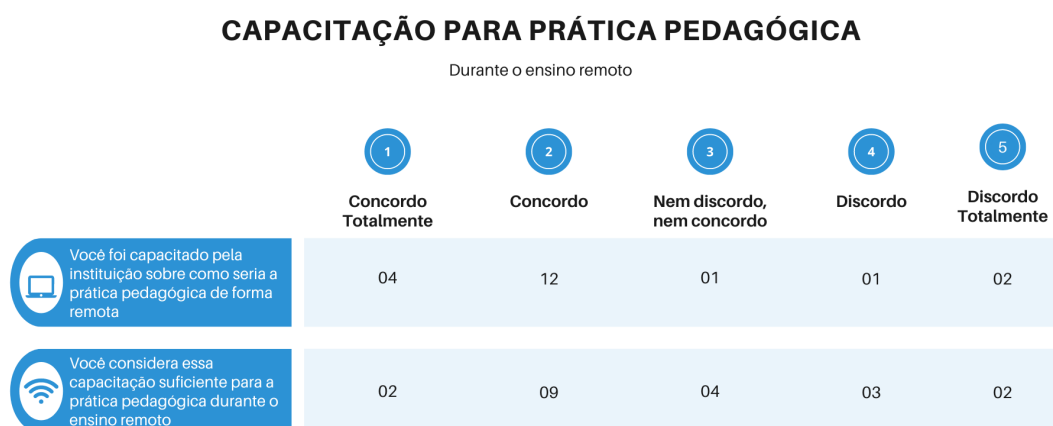 CAPACITAÇÃO PARA PRÁTICA PEDAGÓGICA
Durante o ensino remoto
1
2
3
4
5
Concordo
Totalmente
Concordo
Nem discordo,
nem concordo
Discordo
Discordo
Totalmente
Você foi capacitado pela
instituição sobre como seria a
prática pedagógica de forma
remota
04
12
01
01
02
Você considera essa
capacitação suficiente para a
prática pedagógica durante o
ensino remoto
02
09
04
03
02